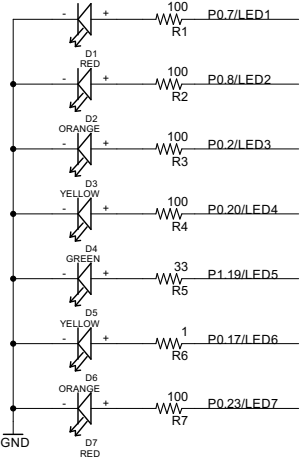 100
- + P0.7/LED1
R1
D1
RED
100
- + P0.8/LED2
R2
D2
ORANGE
100
- + P0.2/LED3
R3
D3
YELLOW
100
- + P0.20/LED4
R4
D4
GREEN
33
- + P1.19/LED5
R5
D5
YELLOW
1
- + P0.17/LED6
R6
D6
ORANGE
100
- + P0.23/LED7
R7
GND
D7
RED